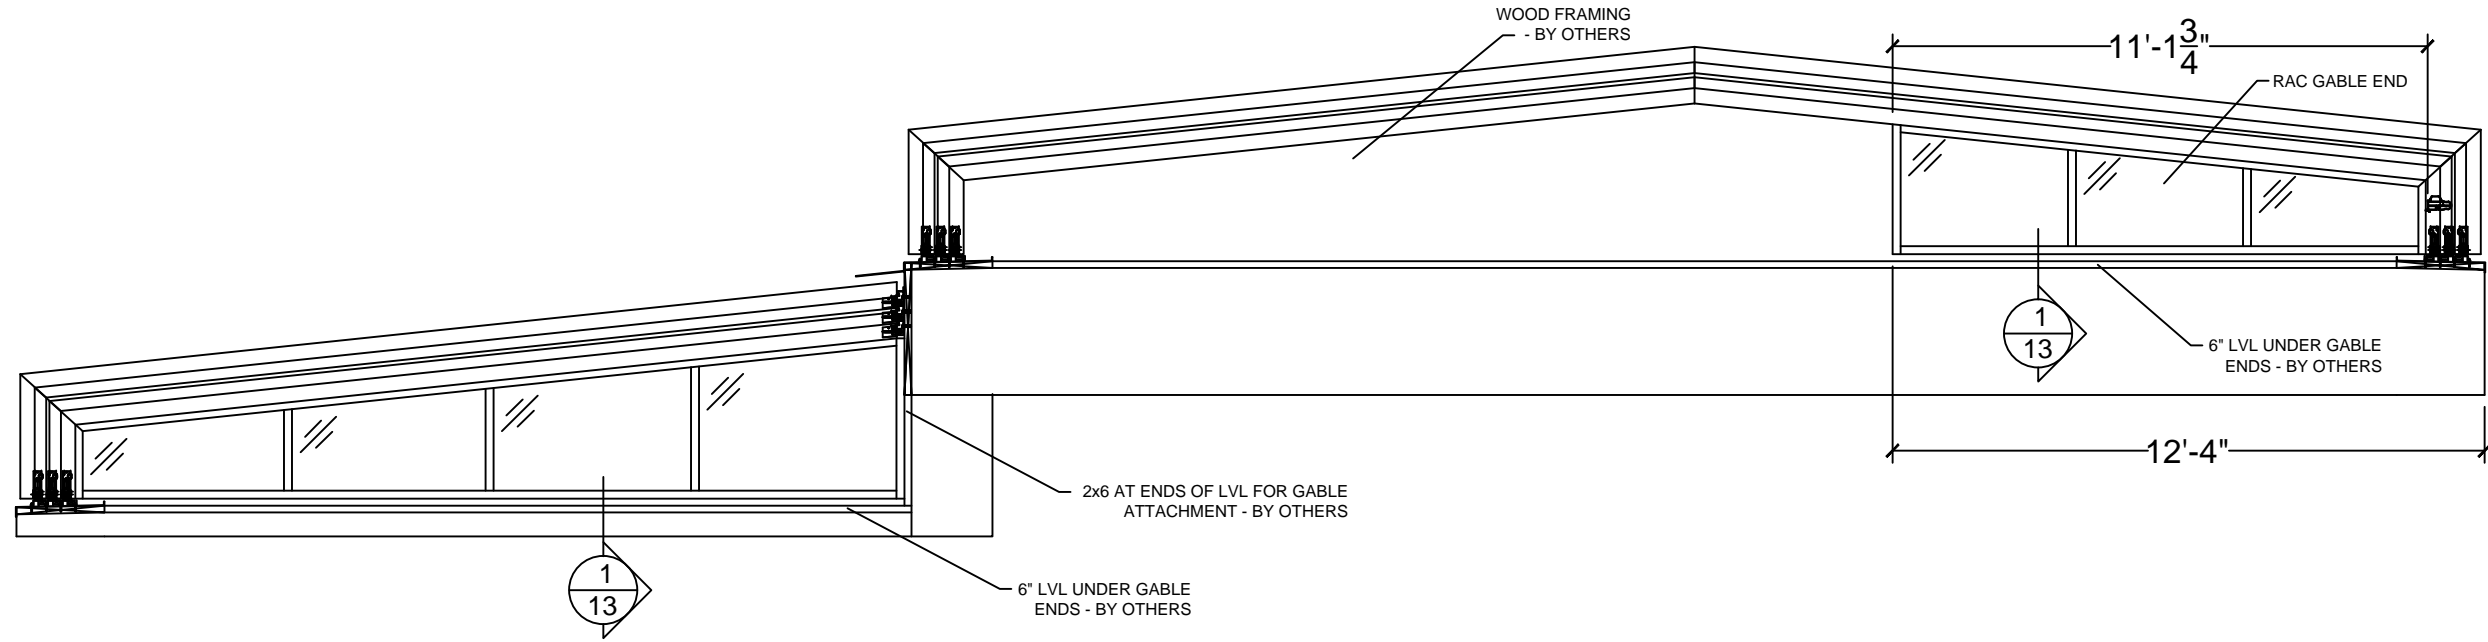 WOOD FRAMING
- BY OTHERS
11'-1 3/4"
RAC GABLE END
1
13
6" LVL UNDER GABLE
ENDS - BY OTHERS
12'-4"
2x6 AT ENDS OF LVL FOR GABLE
ATTACHMENT - BY OTHERS
1
13
6" LVL UNDER GABLE
ENDS - BY OTHERS